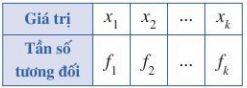 Giá trị x₁ x₂ ... xₖ
Tần số tương đối f₁ f₂ ... fₖ